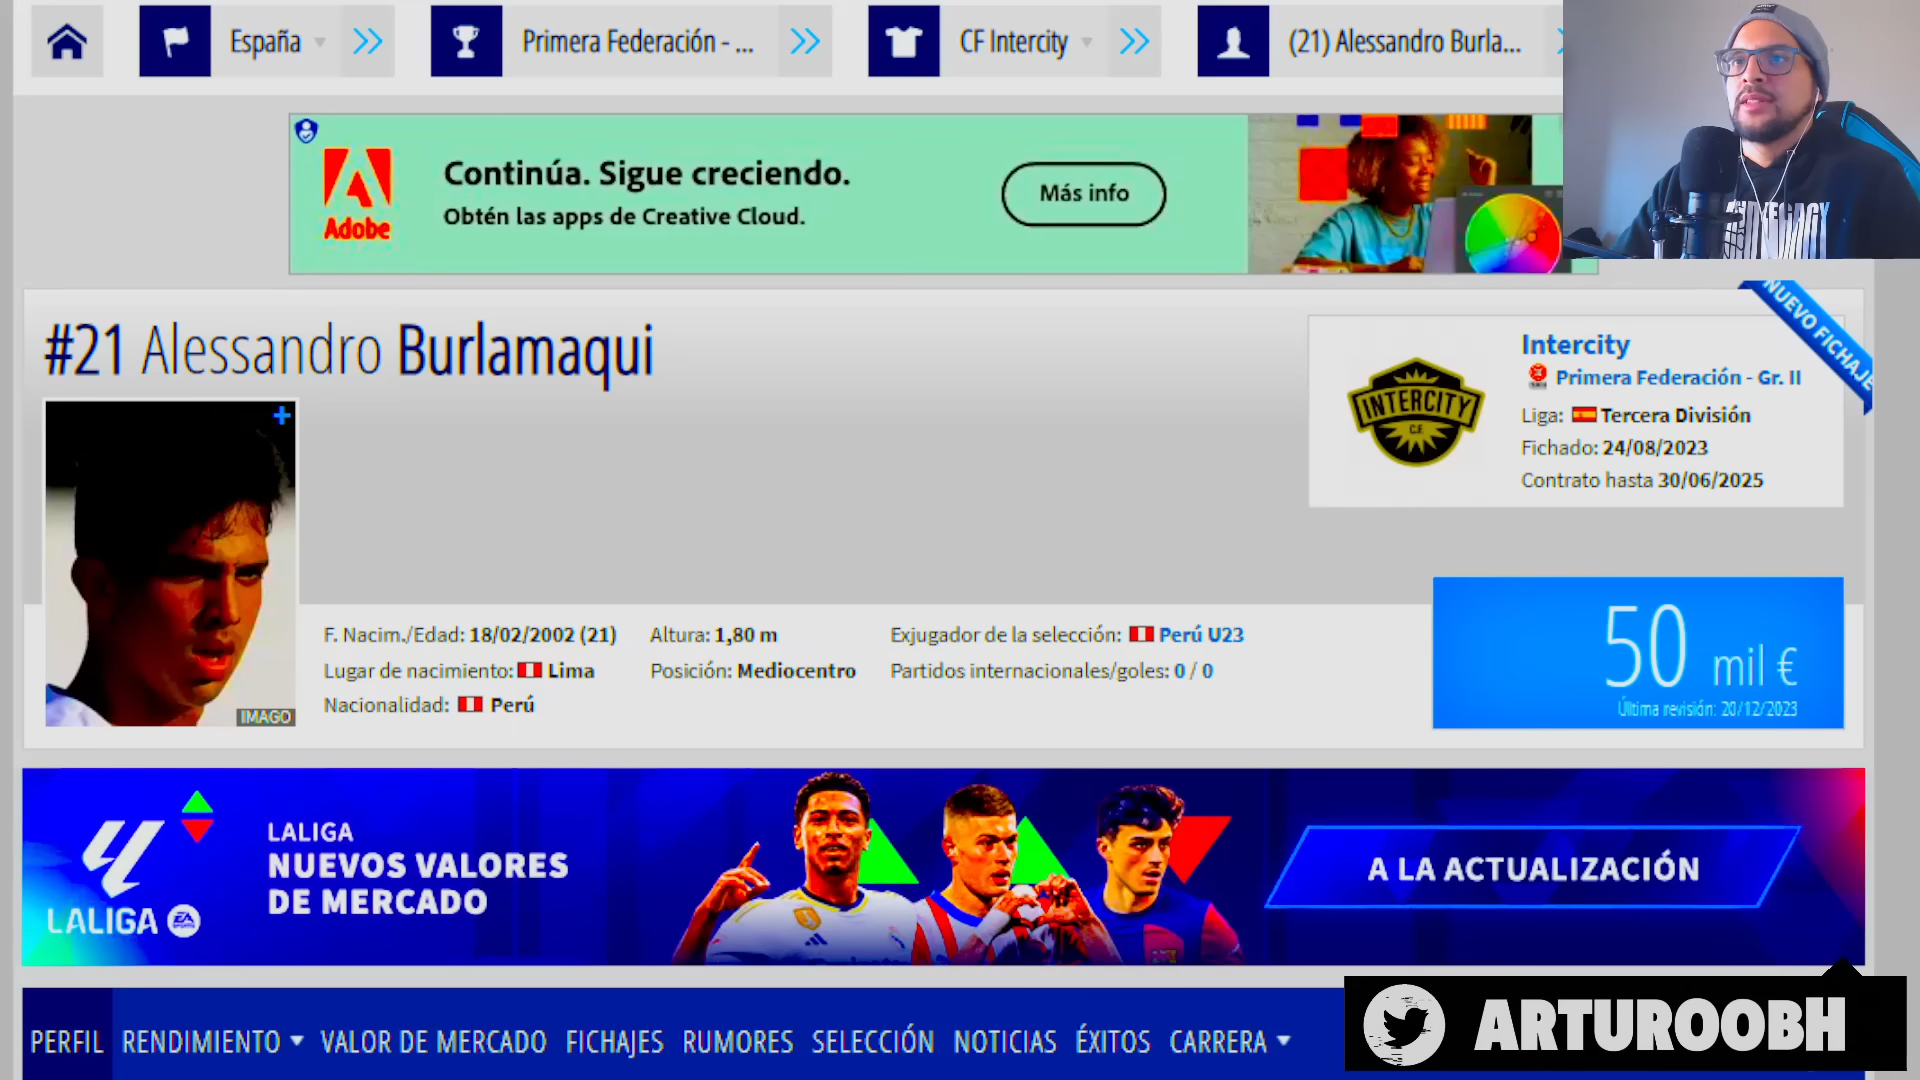 España
Primera Federación - ...
CF Intercity
(21) Alessandro Burla...
Adobe
Continúa. Sigue creciendo.
Obtén las apps de Creative Cloud.
Más info
#21 Alessandro Burlamaqui
NUEVO FICHAJE
INTERCITY
C.F.
Intercity
Primera Federación - Gr. II
Liga: Tercera División
Fichado: 24/08/2023
Contrato hasta 30/06/2025
IMAGO
F. Nacim./Edad: 18/02/2002 (21)
Lugar de nacimiento: Lima
Nacionalidad: Perú
Altura: 1,80 m
Posición: Mediocentro
Exjugador de la selección: Perú U23
Partidos internacionales/goles: 0 / 0
50 mil €
Última revisión: 20/12/2023
LALIGA
EA SPORTS
LALIGA
NUEVOS VALORES
DE MERCADO
A LA ACTUALIZACIÓN
PERFIL RENDIMIENTO VALOR DE MERCADO FICHAJES RUMORES SELECCIÓN NOTICIAS ÉXITOS CARRERA
ARTUROOBH